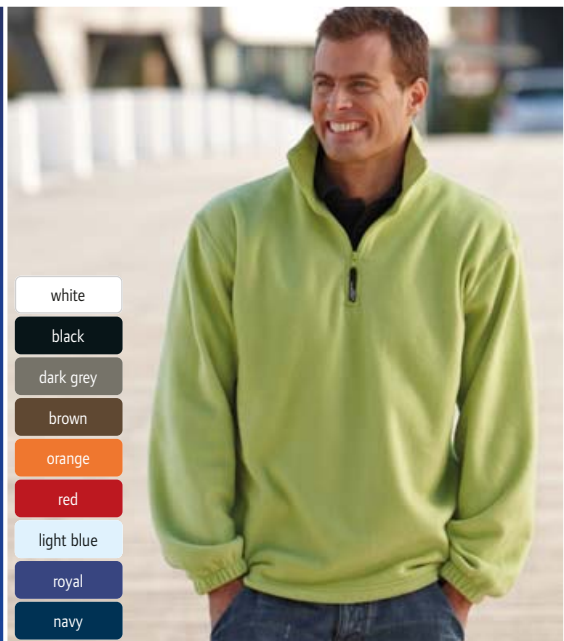 white
black
dark grey
brown
orange
red
light blue
royal
navy